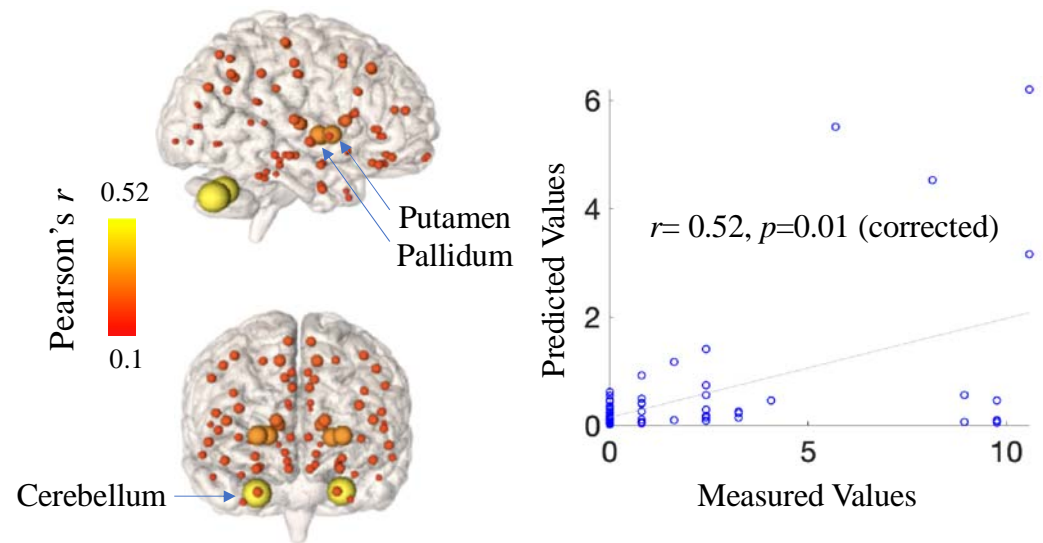 Pearson's r
0.52
0.1
Putamen
Pallidum
Cerebellum
Predicted Values
6
4
2
0
r= 0.52, p=0.01 (corrected)
0
5
10
Measured Values